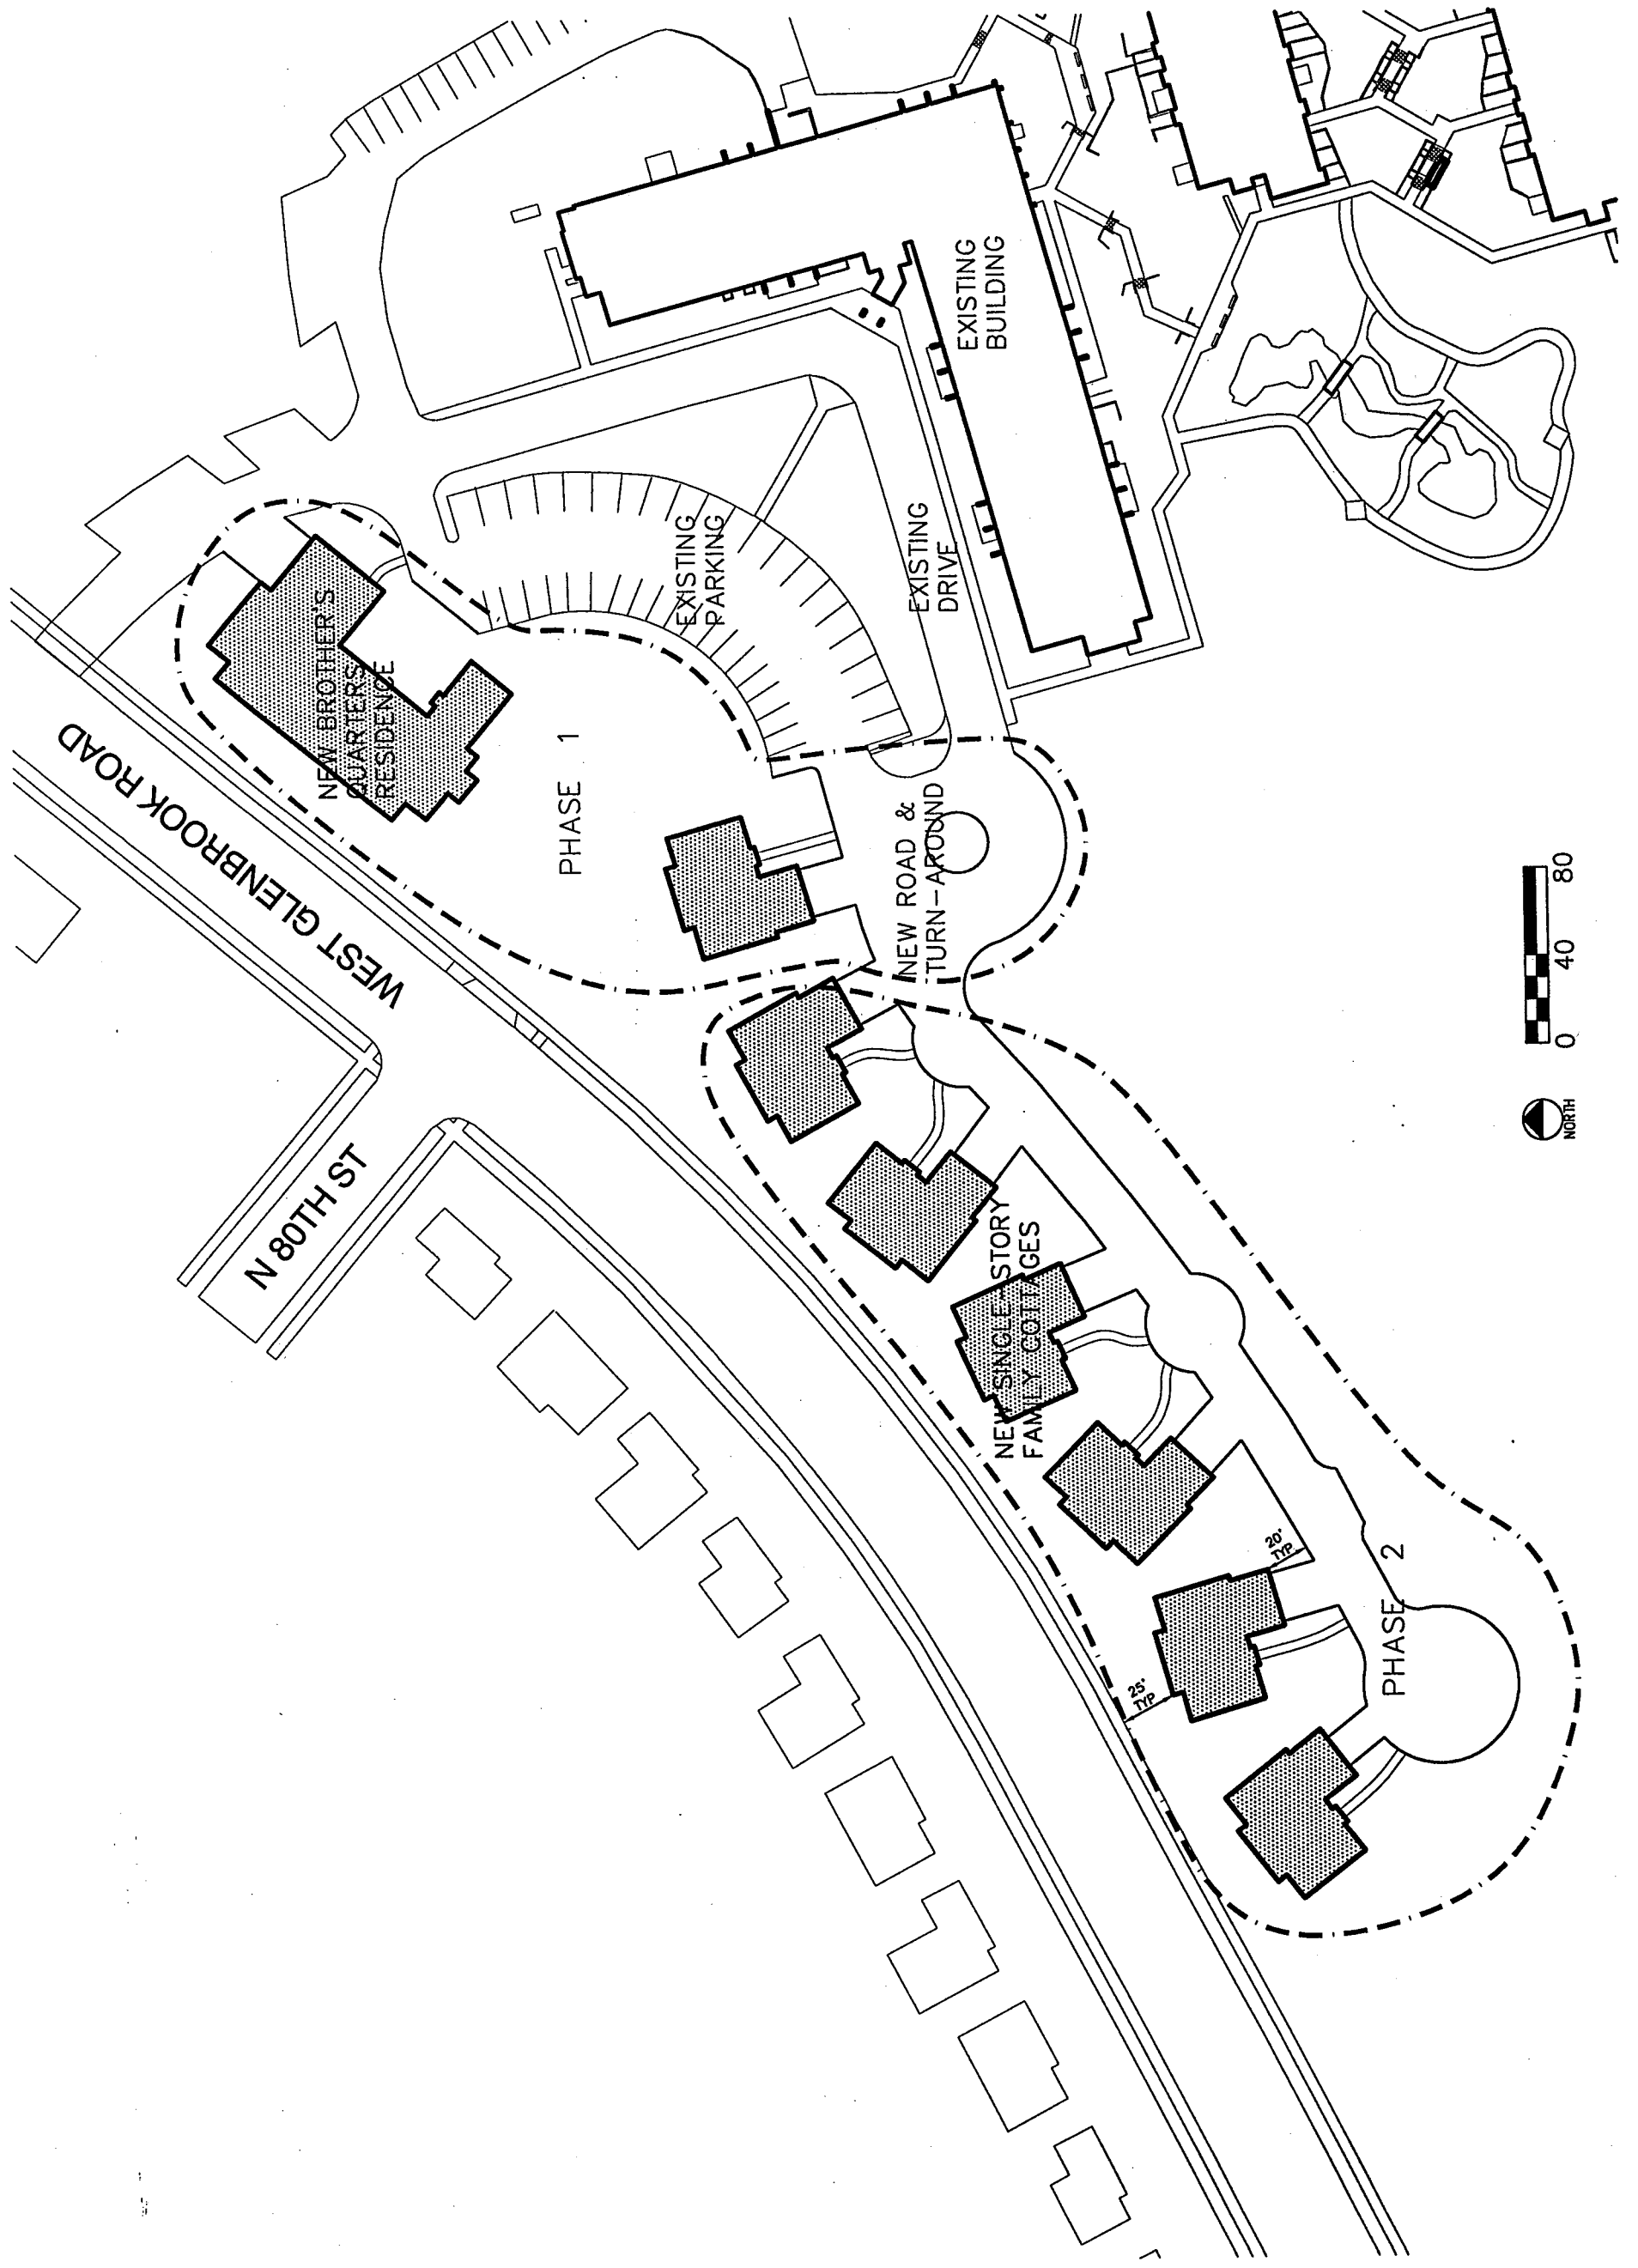 WEST GLENBROOK ROAD
N 80TH ST
NEW BROTHER'S
QUARTERS
RESIDENCE
PHASE 1
EXISTING
PARKING
EXISTING
DRIVE
EXISTING
BUILDING
NEW ROAD &
TURN-AROUND
NEW SINGLE-STORY
FAMILY COTTAGES
25'
TYP
20'
TYP
PHASE 2
0 40 80
NORTH